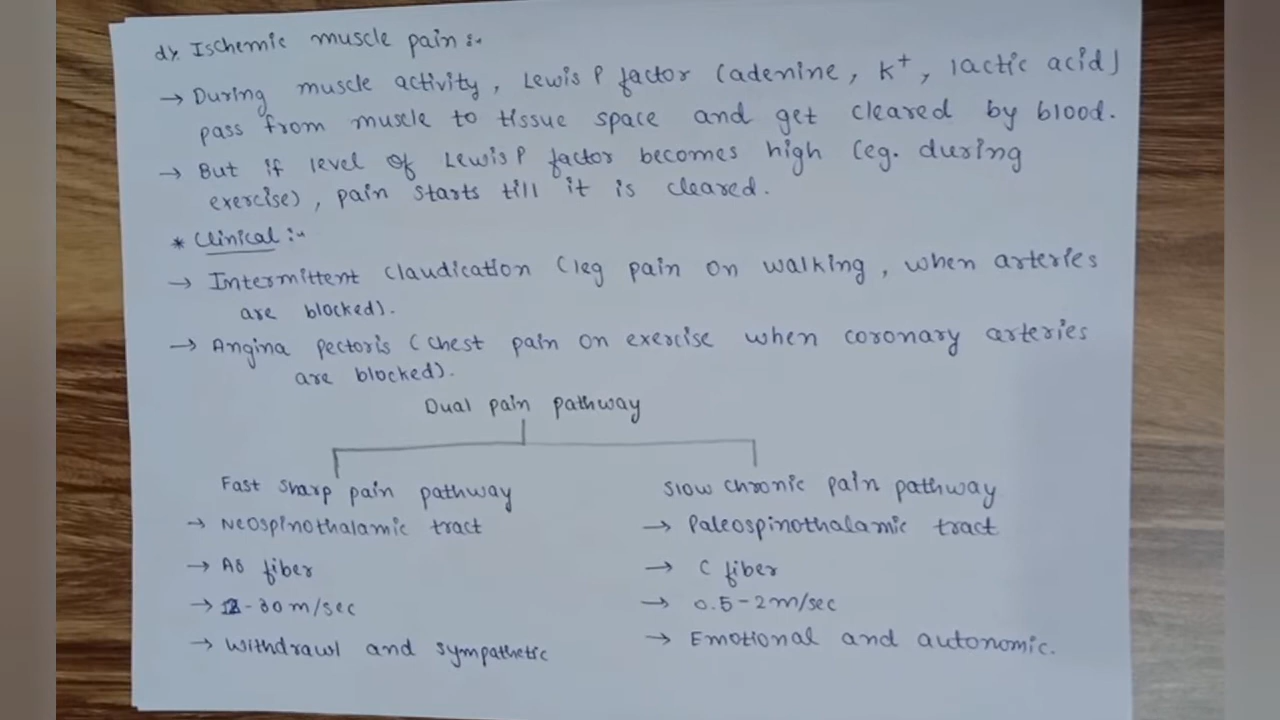 d) Ischemic muscle pain :-
→ During muscle activity, Lewis P factor (adenine, K⁺, lactic acid)
pass from muscle to tissue space and get cleared by blood.
→ But if level of Lewis P factor becomes high (eg. during
exercise), pain starts till it is cleared.
* Clinical :-
→ Intermittent claudication (leg pain on walking, when arteries
are blocked).
→ Angina pectoris (chest pain on exercise when coronary arteries
are blocked).
Dual pain pathway
Fast sharp pain pathway
→ Neospinothalamic tract
→ Aδ fiber
→ 12-30 m/sec
→ Withdrawl and sympathetic
Slow chronic pain pathway
→ Paleospinothalamic tract
→ C fiber
→ 0.5-2 m/sec
→ Emotional and autonomic.